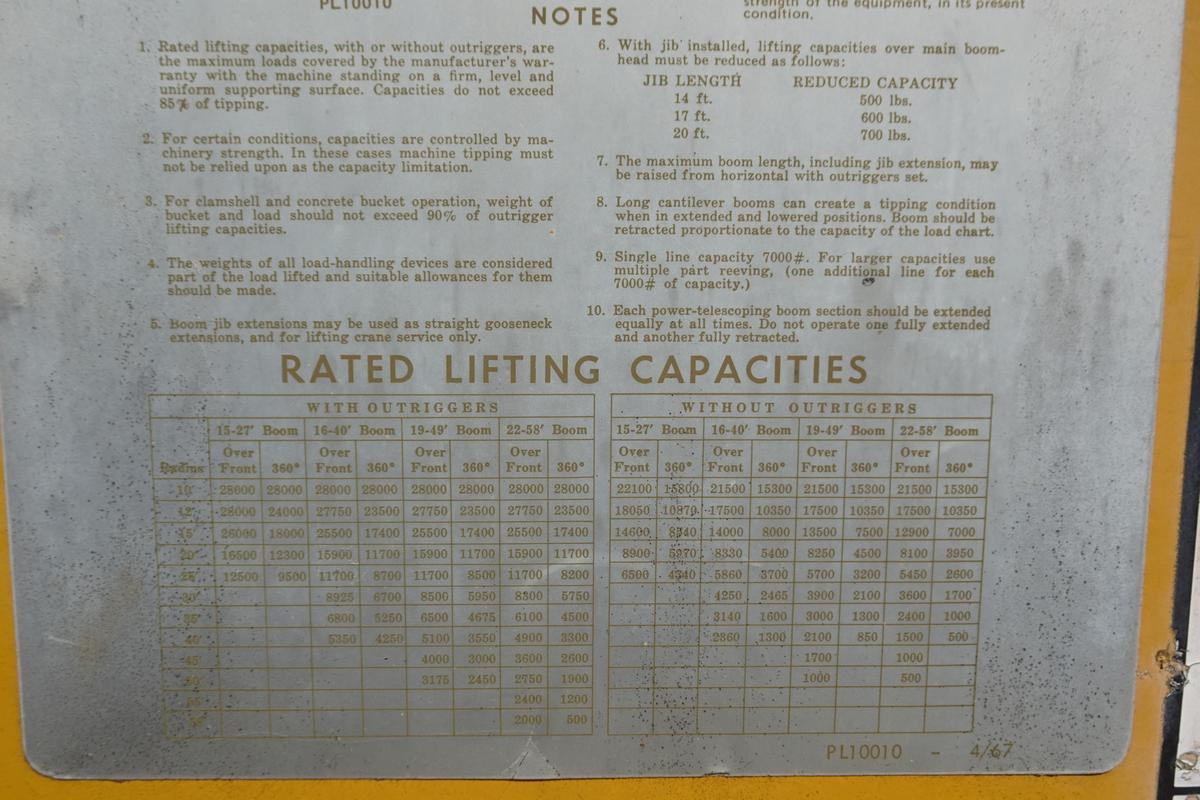 PL10010
strength of the equipment, in its present
condition.
NOTES
1. Rated lifting capacities, with or without outriggers, are
the maximum loads covered by the manufacturer's war-
ranty with the machine standing on a firm, level and
uniform supporting surface. Capacities do not exceed
85% of tipping.
2. For certain conditions, capacities are controlled by ma-
chinery strength. In these cases machine tipping must
not be relied upon as the capacity limitation.
3. For clamshell and concrete bucket operation, weight of
bucket and load should not exceed 90% of outrigger
lifting capacities.
4. The weights of all load-handling devices are considered
part of the load lifted and suitable allowances for them
should be made.
5. Boom jib extensions may be used as straight gooseneck
extensions, and for lifting crane service only.
6. With jib installed, lifting capacities over main boom-
head must be reduced as follows:
JIB LENGTH REDUCED CAPACITY
14 ft. 500 lbs.
17 ft. 600 lbs.
20 ft. 700 lbs.
7. The maximum boom length, including jib extension, may
be raised from horizontal with outriggers set.
8. Long cantilever booms can create a tipping condition
when in extended and lowered positions. Boom should be
retracted proportionate to the capacity of the load chart.
9. Single line capacity 7000#. For larger capacities use
multiple part reeving, (one additional line for each
7000# of capacity.)
10. Each power-telescoping boom section should be extended
equally at all times. Do not operate one fully extended
and another fully retracted.
RATED LIFTING CAPACITIES
WITH OUTRIGGERS
15-27' Boom 16-40' Boom 19-49' Boom 22-58' Boom
Over Over Over Over
Radius Front 360° Front 360° Front 360° Front 360°
10' 28000 28000 28000 28000 28000 28000 28000 28000
12' 28000 24000 27750 23500 27750 23500 27750 23500
15' 26000 18000 25500 17400 25500 17400 25500 17400
20' 16500 12300 15900 11700 15900 11700 15900 11700
25' 12500 9500 11700 8700 11700 8500 11700 8200
30' 8925 6700 8500 5950 8300 5750
35' 6800 5250 6500 4675 6100 4500
40' 5350 4250 5100 3550 4900 3300
45' 4000 3000 3600 2600
50' 3175 2450 2750 1900
2400 1200
2000 500
WITHOUT OUTRIGGERS
15-27' Boom 16-40' Boom 19-49' Boom 22-58' Boom
Over Over Over Over
Front 360° Front 360° Front 360° Front 360°
22100 15800 21500 15300 21500 15300 21500 15300
18050 10870 17500 10350 17500 10350 17500 10350
14600 8340 14000 8000 13500 7500 12900 7000
8900 5970 8330 5400 8250 4500 8100 3950
6500 4340 5860 3700 5700 3200 5450 2600
4250 2465 3900 2100 3600 1700
3140 1600 3000 1300 2400 1000
2360 1300 2100 850 1500 500
1700 1000
1000 500
PL10010 - 4/67